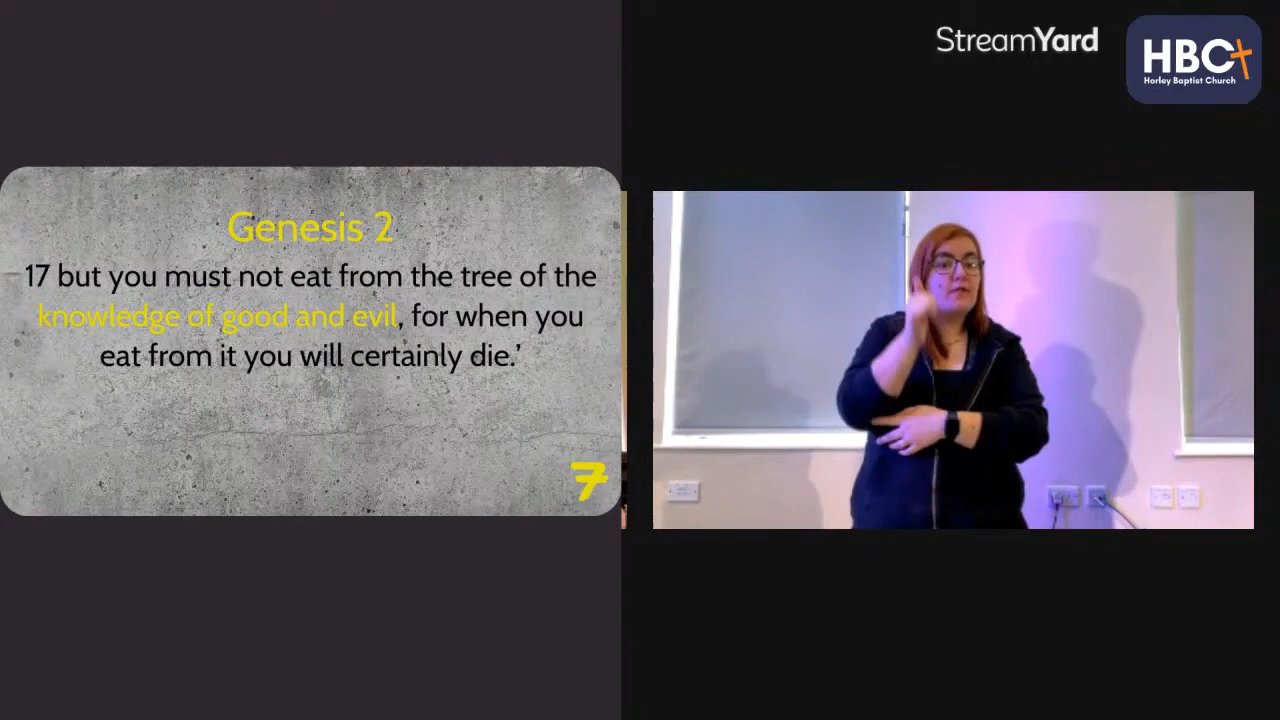 StreamYard
HBC
Horley Baptist Church
Genesis 2
17 but you must not eat from the tree of the
knowledge of good and evil, for when you
eat from it you will certainly die.’
7